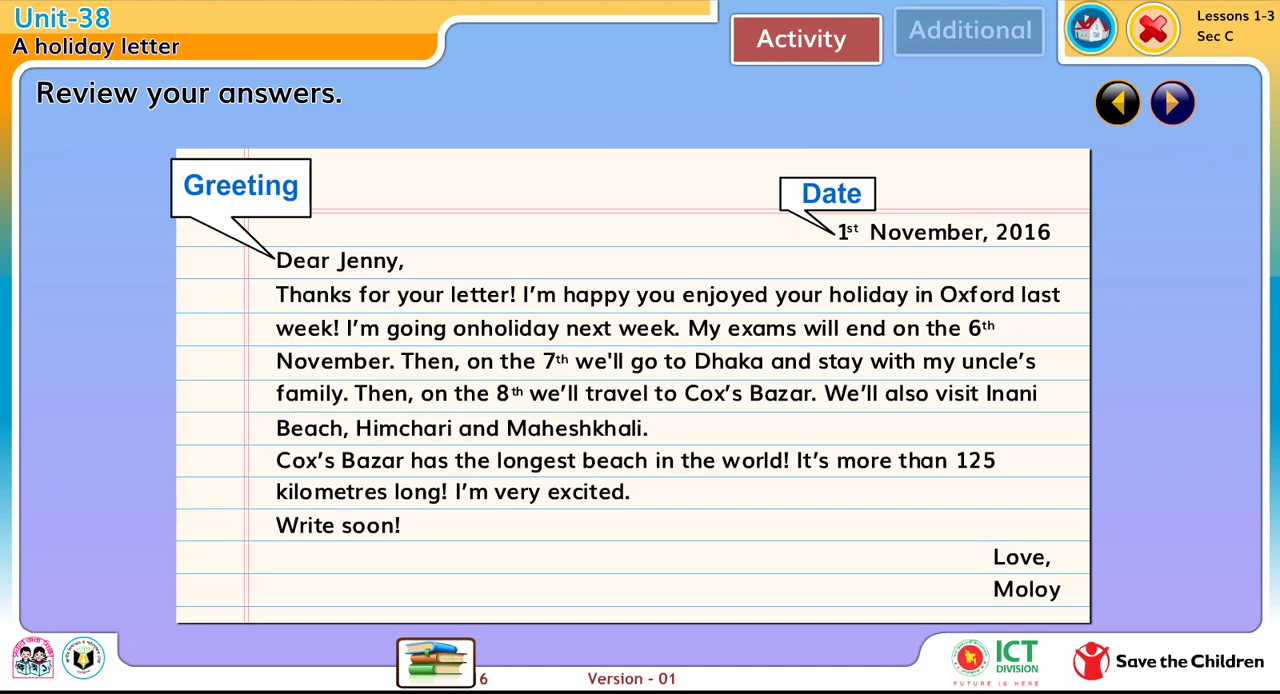 Unit-38
A holiday letter
Activity
Additional
Lessons 1-3
Sec C
Review your answers.
Greeting
Date
1st November, 2016
Dear Jenny,
Thanks for your letter! I’m happy you enjoyed your holiday in Oxford last
week! I’m going onholiday next week. My exams will end on the 6th
November. Then, on the 7th we'll go to Dhaka and stay with my uncle’s
family. Then, on the 8th we’ll travel to Cox’s Bazar. We’ll also visit Inani
Beach, Himchari and Maheshkhali.
Cox’s Bazar has the longest beach in the world! It’s more than 125
kilometres long! I’m very excited.
Write soon!
Love,
Moloy
6
Version - 01
ICT
DIVISION
FUTURE IS HERE
Save the Children